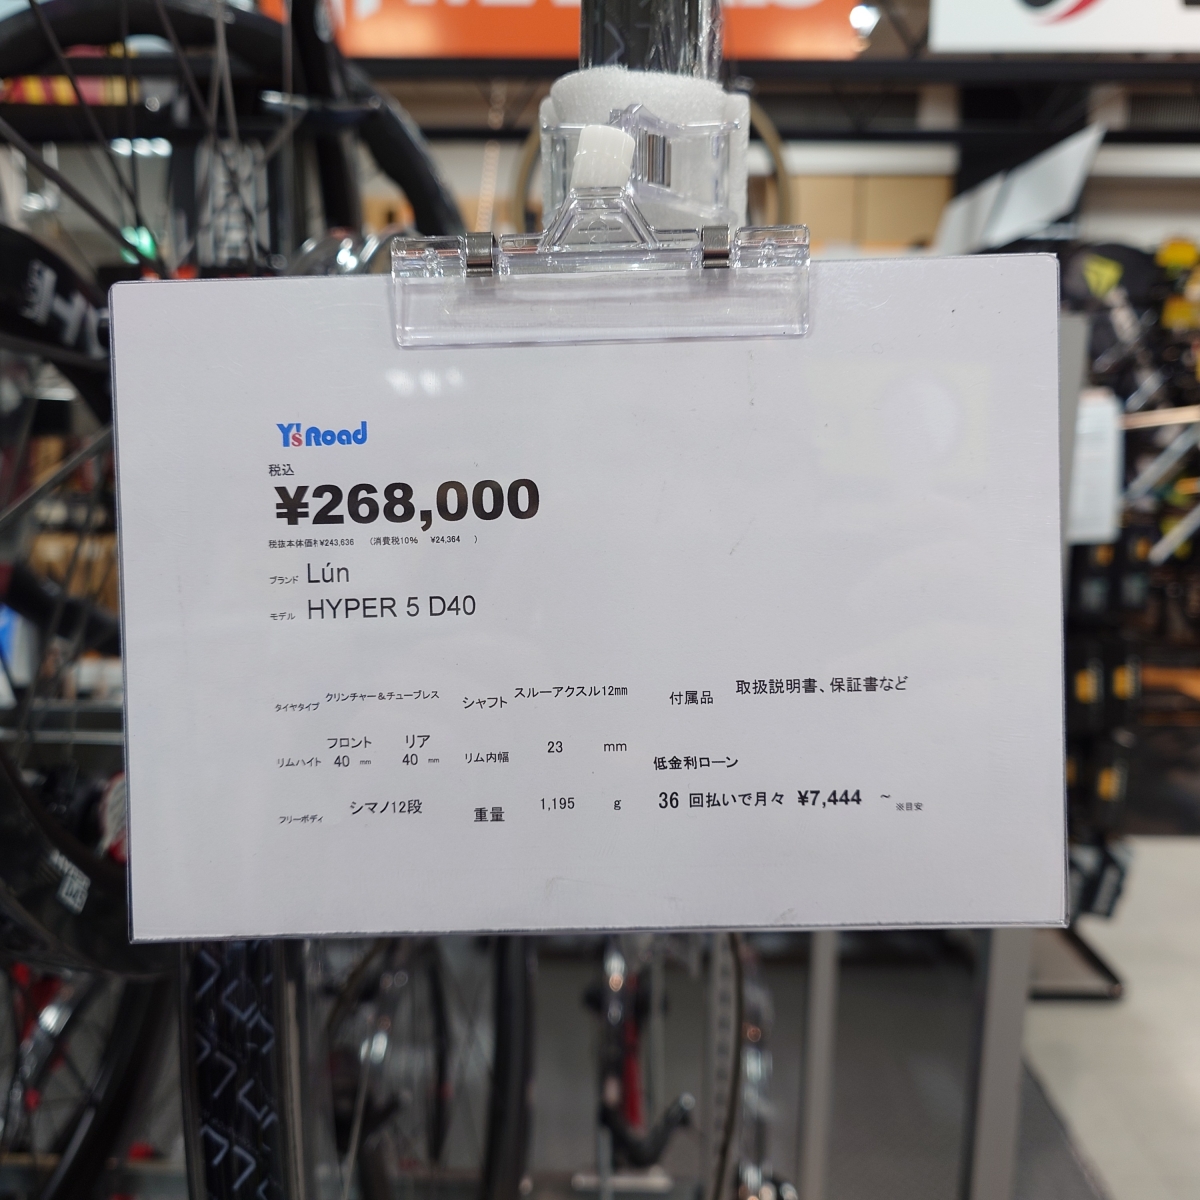 Y'sRoad
税込
¥268,000
税抜本体価格 ¥243,636 (消費税10% ¥24,364 )
ブランド Lún
モデル HYPER 5 D40
タイヤタイプ クリンチャー&チューブレス シャフト スルーアクスル12mm 付属品 取扱説明書、保証書など
フロント リア
リムハイト 40 mm 40 mm リム内幅 23 mm
低金利ローン
フリーボディ シマノ12段 重量 1,195 g 36 回払いで月々 ¥7,444 ~ ※目安